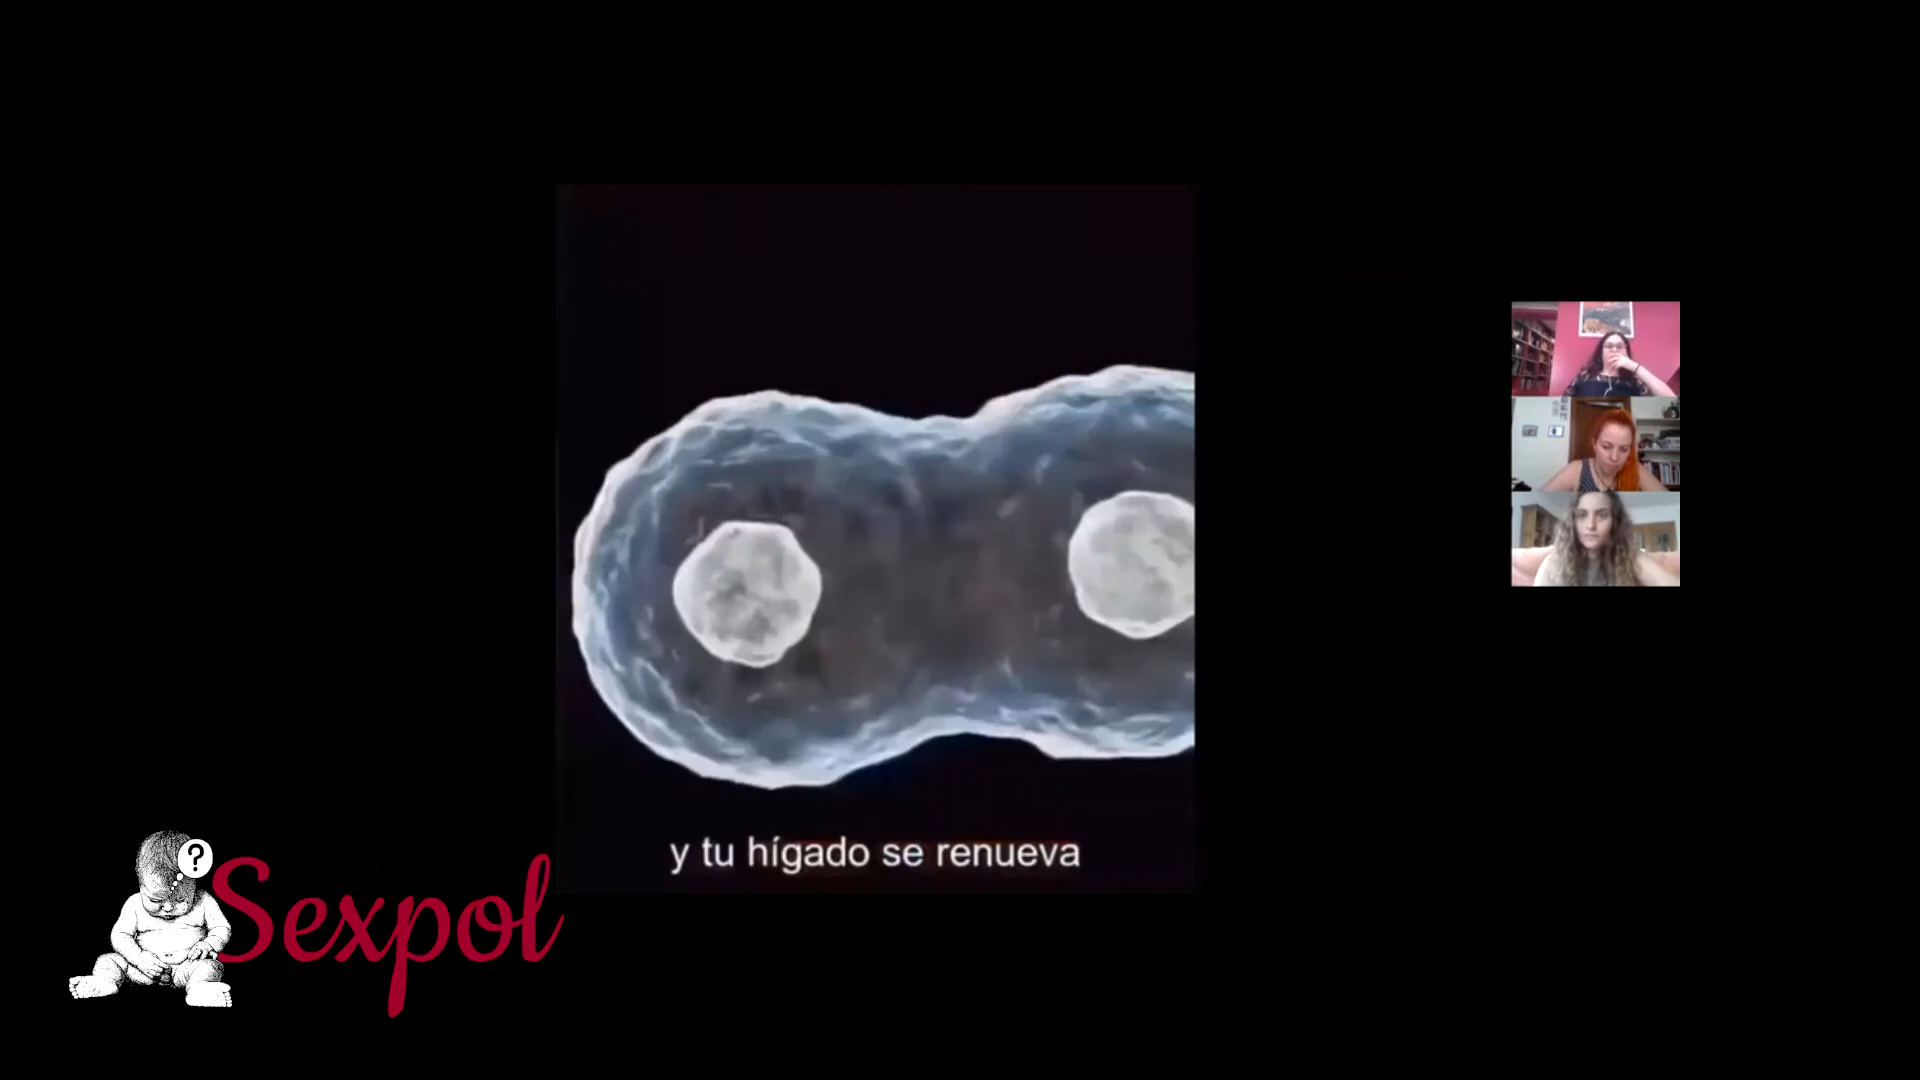 y tu hígado se renueva
?
Sexpol